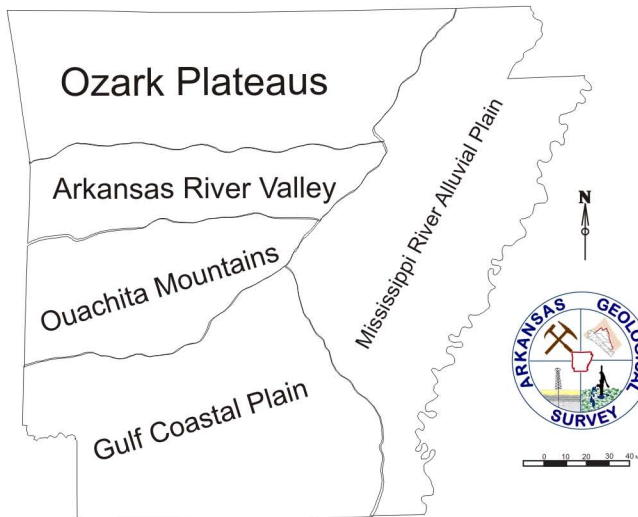 Ozark Plateaus
Arkansas River Valley
Ouachita Mountains
Gulf Coastal Plain
Mississippi River Alluvial Plain
N
ARKANSAS GEOLOGICAL SURVEY
0 10 20 30 40